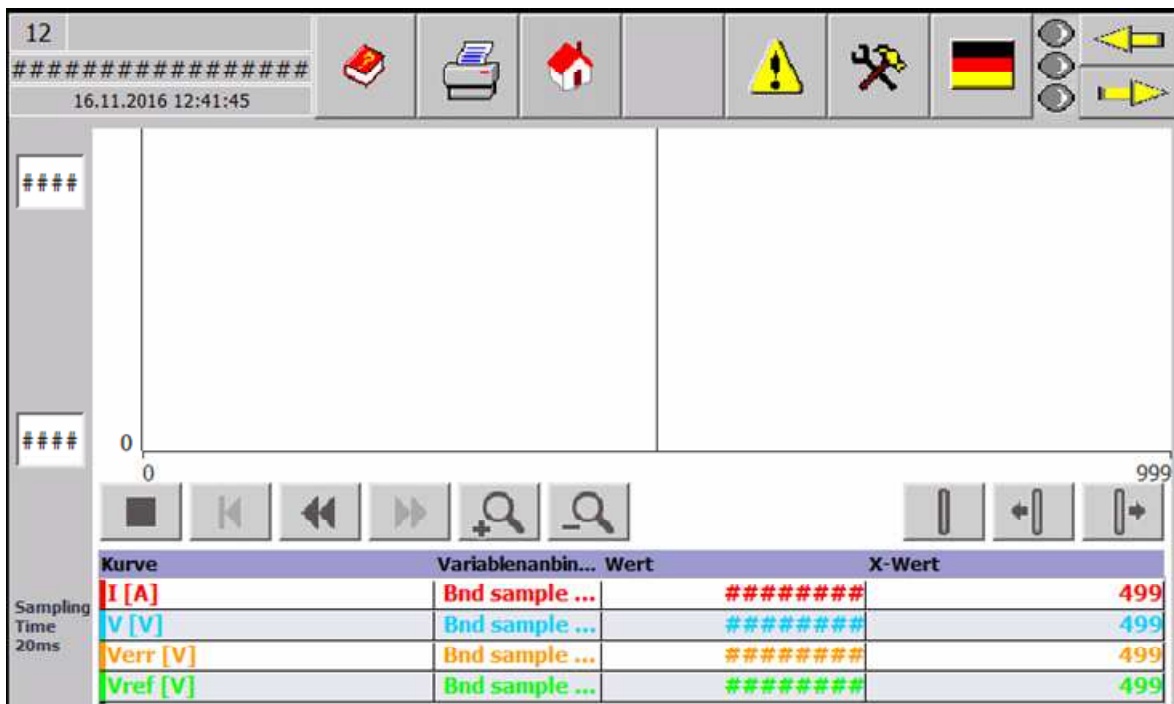 12
#################
16.11.2016 12:41:45
####
####
0
0 999
Kurve Variablenanbin... Wert X-Wert
I [A] Bnd sample ... ######## 499
V [V] Bnd sample ... ######## 499
Verr [V] Bnd sample ... ######## 499
Vref [V] Bnd sample ... ######## 499
Sampling
Time
20ms